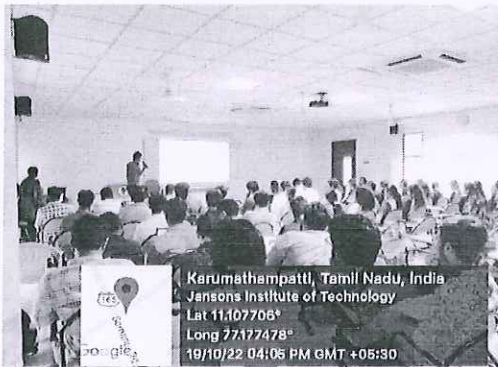 Karumathampatti, Tamil Nadu, India
Jansons Institute of Technology
Lat 11.107706°
Long 77.177478°
19/10/22 04:05 PM GMT +05:30
Google